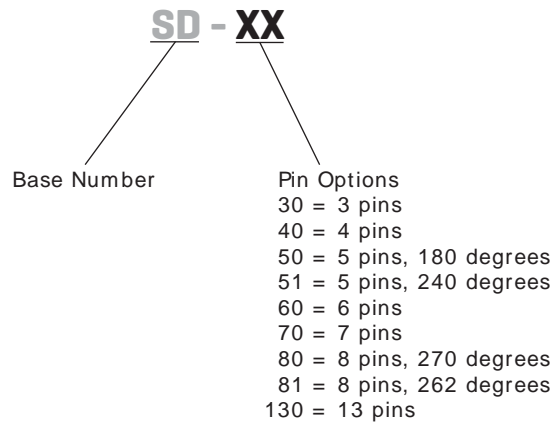 SD - XX
Base Number
Pin Options
30 = 3 pins
40 = 4 pins
50 = 5 pins, 180 degrees
51 = 5 pins, 240 degrees
60 = 6 pins
70 = 7 pins
80 = 8 pins, 270 degrees
81 = 8 pins, 262 degrees
130 = 13 pins